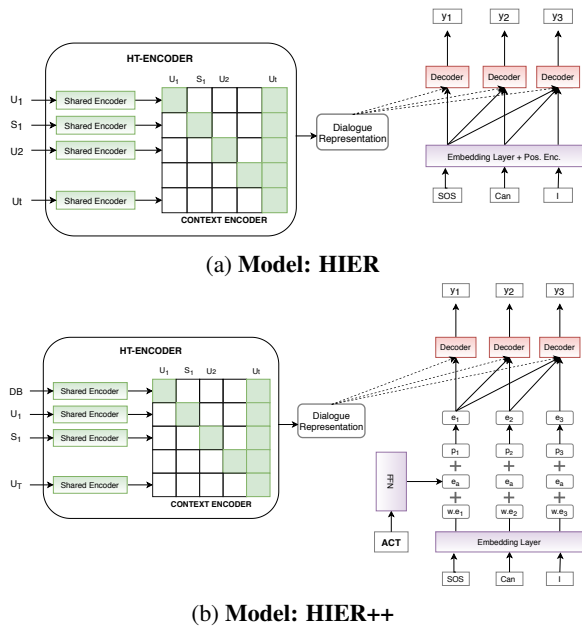 y1 y2 y3
HT-ENCODER
U1 S1 U2 Ut
Decoder Decoder Decoder
U1 Shared Encoder
S1 Shared Encoder
Dialogue Representation
U2 Shared Encoder
Embedding Layer + Pos. Enc.
Ut Shared Encoder
SOS Can I
CONTEXT ENCODER
(a) Model: HIER
y1 y2 y3
HT-ENCODER
Decoder Decoder Decoder
U1 S1 U2 Ut
DB Shared Encoder
U1 Shared Encoder
Dialogue Representation
e1 e2 e3
S1 Shared Encoder
p1 p2 p3
+ + +
FFN
ea ea ea
UT Shared Encoder
+ + +
CONTEXT ENCODER
w.e1 w.e2 w.e3
ACT
Embedding Layer
SOS Can I
(b) Model: HIER++